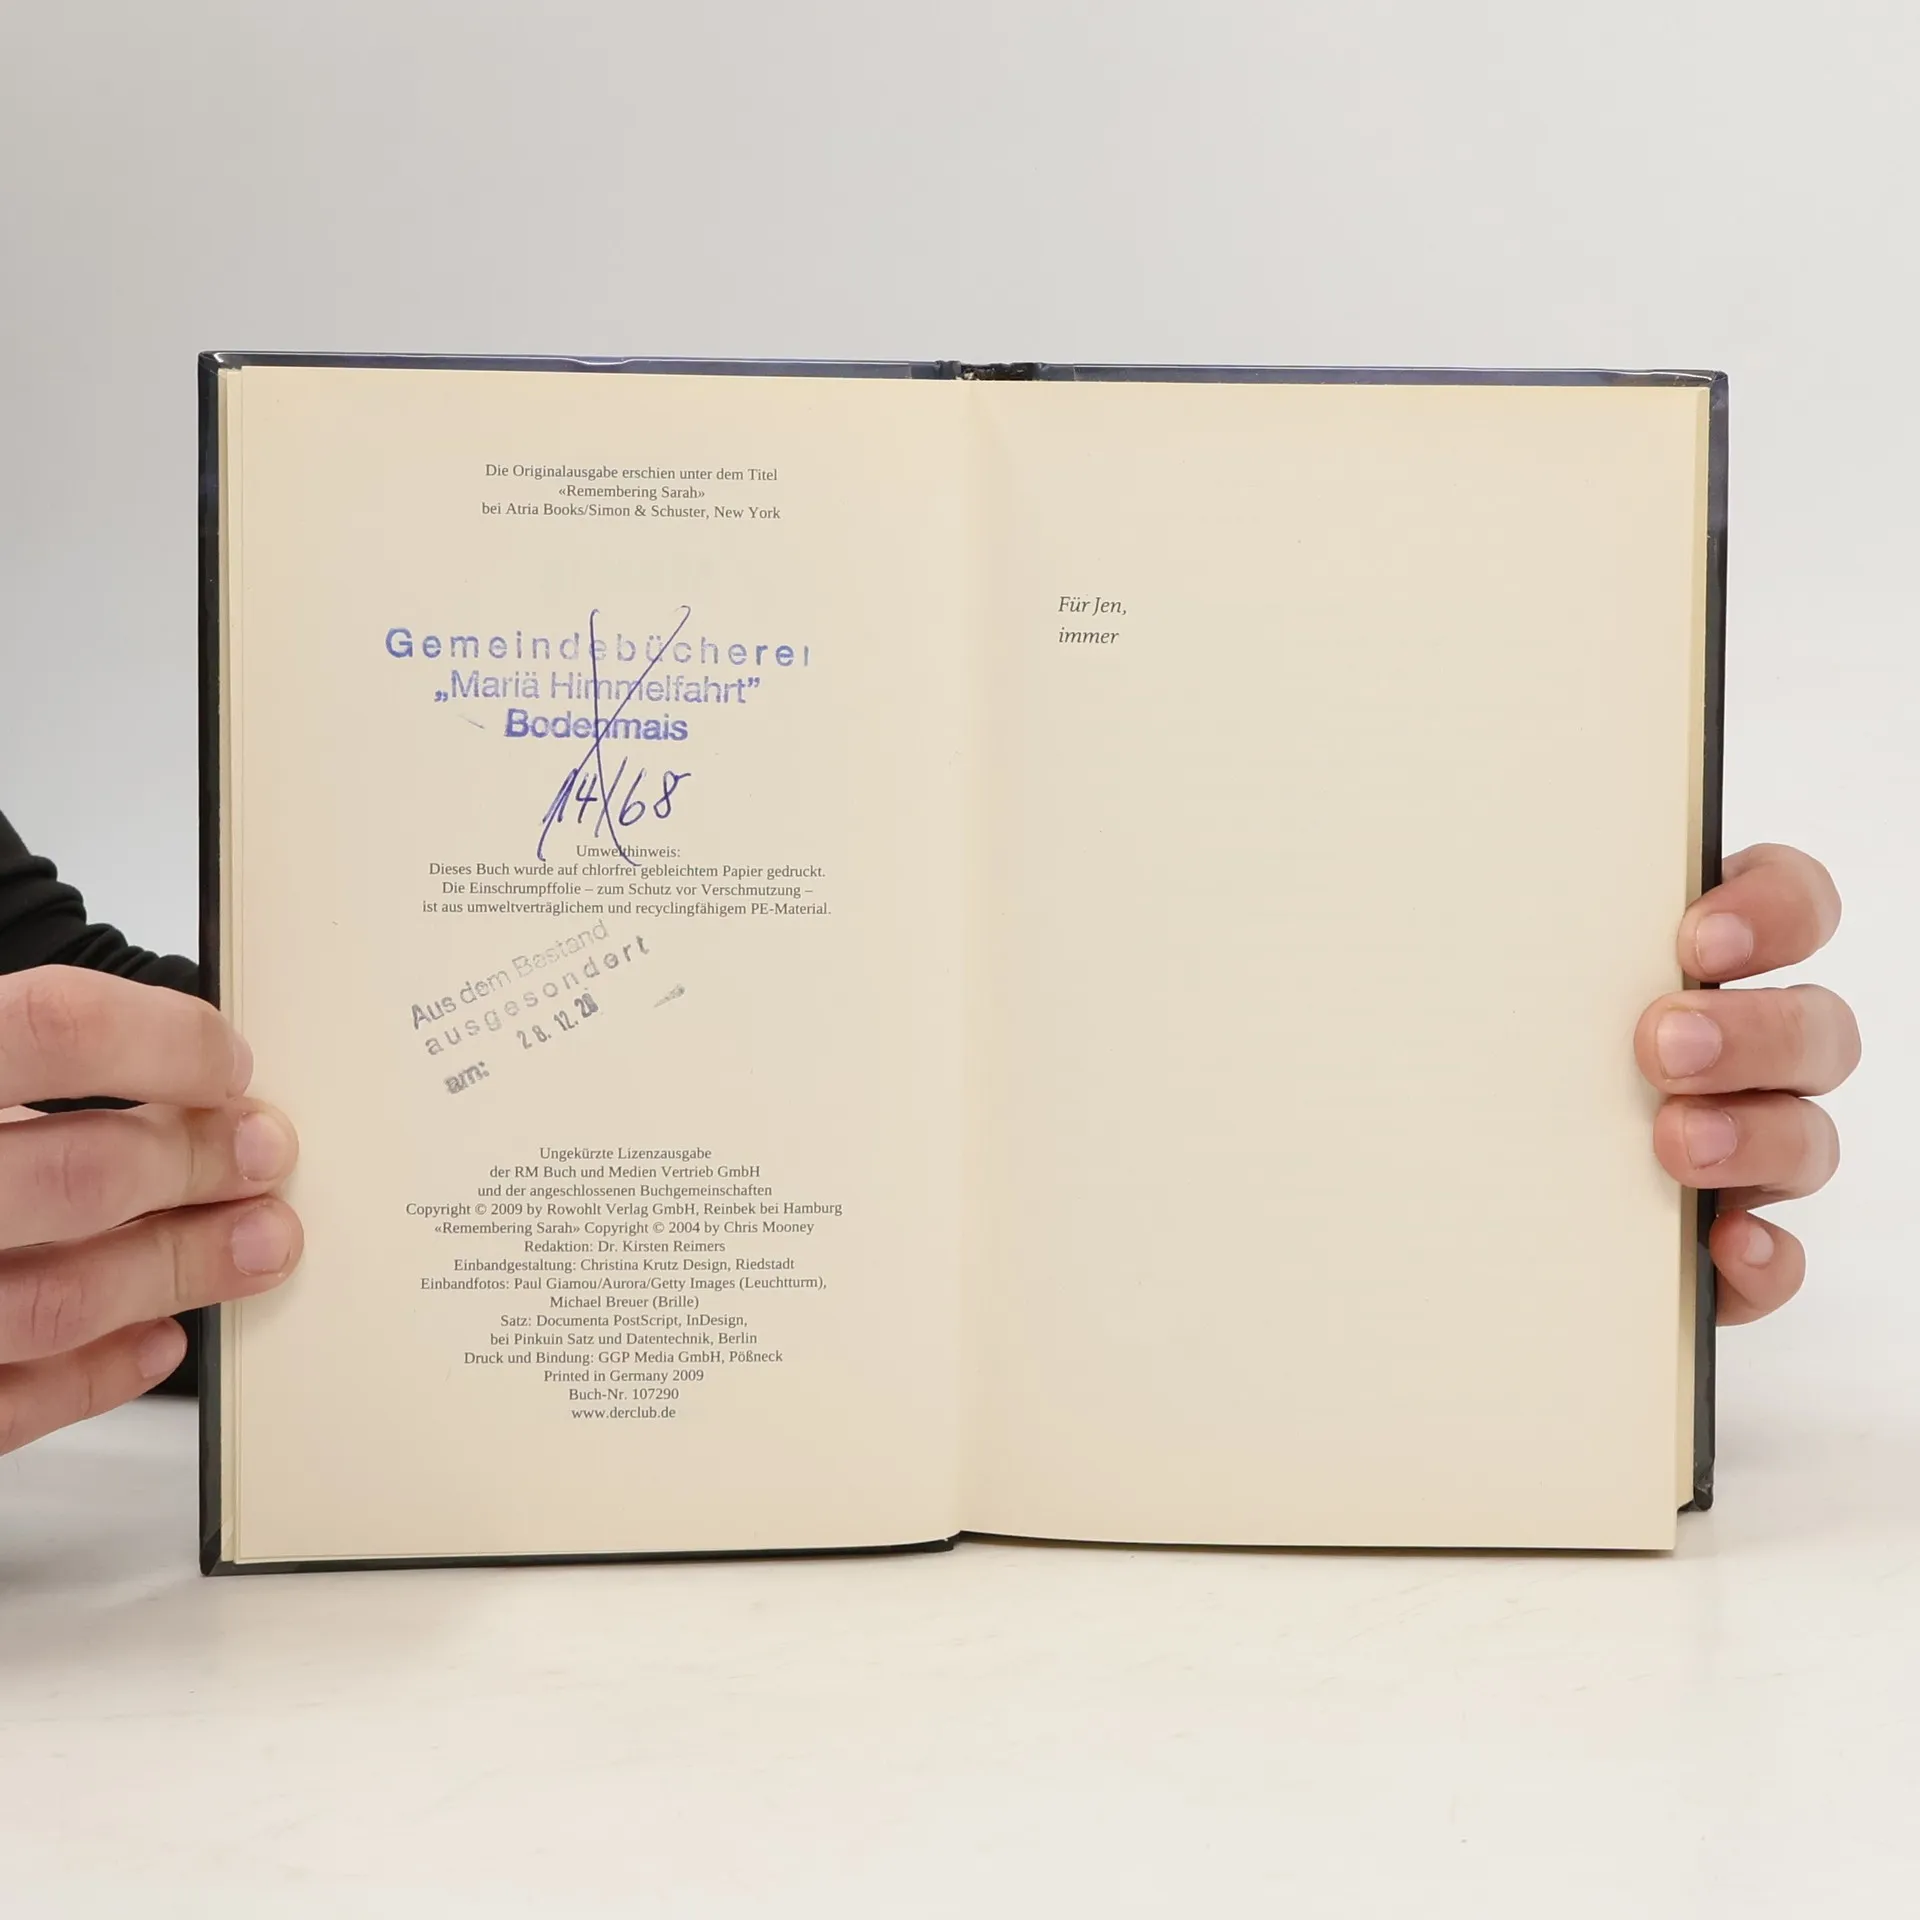 Die Originalausgabe erschien unter dem Titel
«Remembering Sarah»
bei Atria Books/Simon & Schuster, New York
Gemeindebücherei
„Mariä Himmelfahrt”
Bodenmais
14/68
Umwelthinweis:
Dieses Buch wurde auf chlorfrei gebleichtem Papier gedruckt.
Die Einschrumpffolie – zum Schutz vor Verschmutzung –
ist aus umweltverträglichem und recyclingfähigem PE-Material.
Aus dem Bestand
ausgesondert
am: 28.12.20
Ungekürzte Lizenzausgabe
der RM Buch und Medien Vertrieb GmbH
und der angeschlossenen Buchgemeinschaften
Copyright © 2009 by Rowohlt Verlag GmbH, Reinbek bei Hamburg
«Remembering Sarah» Copyright © 2004 by Chris Mooney
Redaktion: Dr. Kirsten Reimers
Einbandgestaltung: Christina Krutz Design, Riedstadt
Einbandfotos: Paul Giamou/Aurora/Getty Images (Leuchtturm),
Michael Breuer (Brille)
Satz: Documenta PostScript, InDesign,
bei Pinkuin Satz und Datentechnik, Berlin
Druck und Bindung: GGP Media GmbH, Pößneck
Printed in Germany 2009
Buch-Nr. 107290
www.derclub.de
Für Jen,
immer